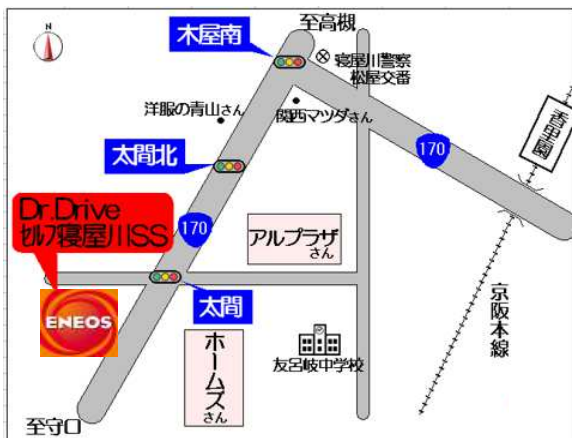 N
至高槻
木屋南
寝屋川警察
松屋交番
洋服の青山さん
関西マツダさん
香里園
太間北
170
Dr.Drive
セルフ寝屋川SS
170
アルプラザ
さん
ENEOS
太間
京阪本線
ホームズ
さん
友呂岐中学校
至守口